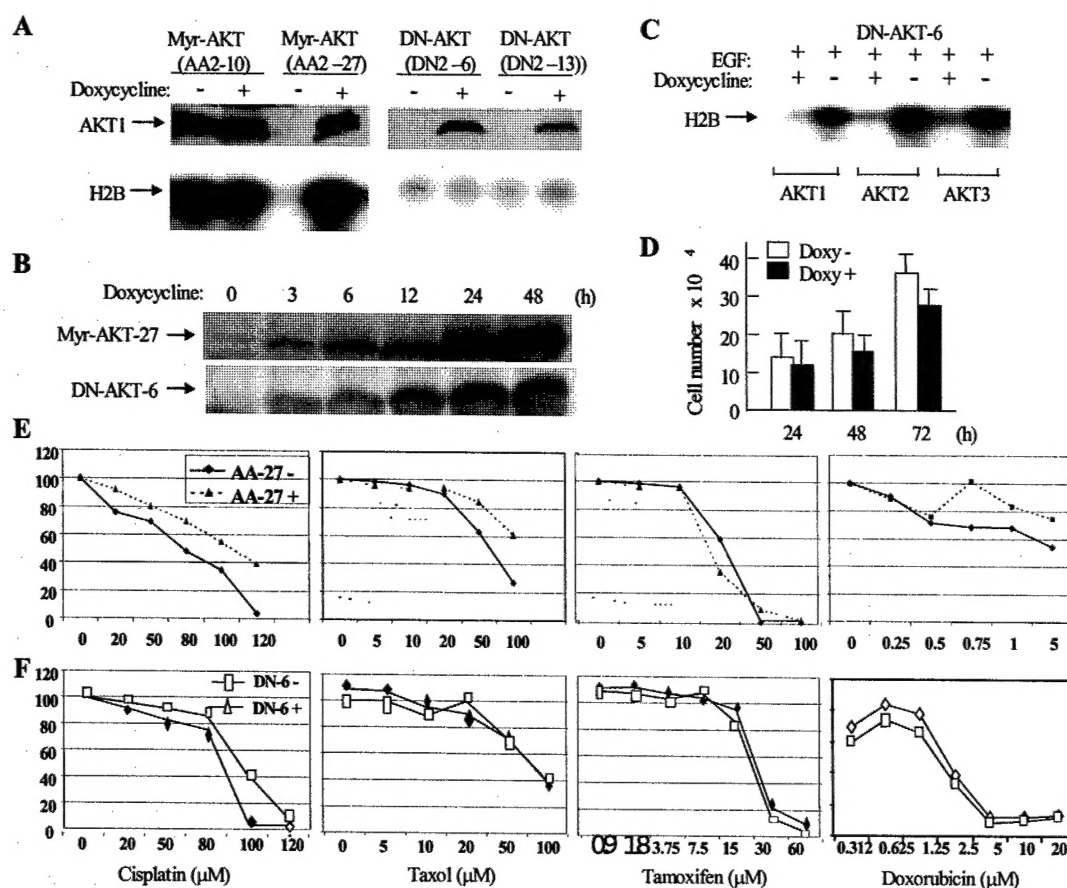 A
Myr-AKT Myr-AKT DN-AKT DN-AKT
(AA2-10) (AA2-27) (DN2-6) (DN2-13))
Doxycycline: - + - + - + - +
AKT1
H2B
B
Doxycycline: 0 3 6 12 24 48 (h)
Myr-AKT-27
DN-AKT-6
C
DN-AKT-6
EGF: + + + + + +
Doxycycline: + - + - + -
H2B
AKT1 AKT2 AKT3
D
Cell number x 10 4
40
30
20
10
0
Doxy -
Doxy +
24 48 72 (h)
E
120
100
80
60
40
20
0
AA-27 -
AA-27 +
0 20 50 80 100 120
0 5 10 20 50 100
0 5 10 20 50 100
0 0.25 0.5 0.75 1 5
F
120
100
80
60
40
20
0
DN-6 -
DN-6 +
0 20 50 80 100 120
0 5 10 20 50 100
09 18 3.75 7.5 15 30 60
0.312 0.625 1.25 2.5 5 10 20
Cisplatin (μM) Taxol (μM) Tamoxifen (μM) Doxorubicin (μM)